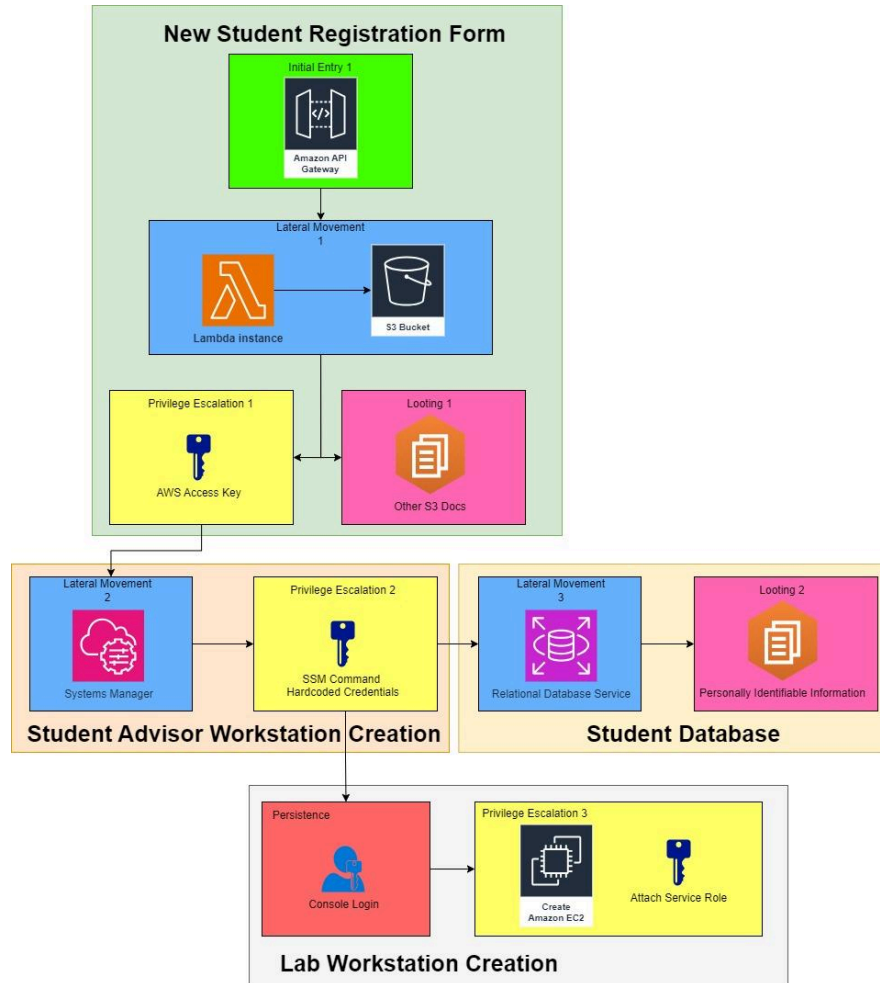 New Student Registration Form
Initial Entry 1
Amazon API
Gateway
Lateral Movement
1
Lambda instance
S3 Bucket
Privilege Escalation 1
AWS Access Key
Looting 1
Other S3 Docs
Lateral Movement
2
Systems Manager
Privilege Escalation 2
SSM Command
Hardcoded Credentials
Student Advisor Workstation Creation
Lateral Movement
3
Relational Database Service
Looting 2
Personally Identifiable Information
Student Database
Persistence
Console Login
Privilege Escalation 3
Create
Amazon EC2
Attach Service Role
Lab Workstation Creation